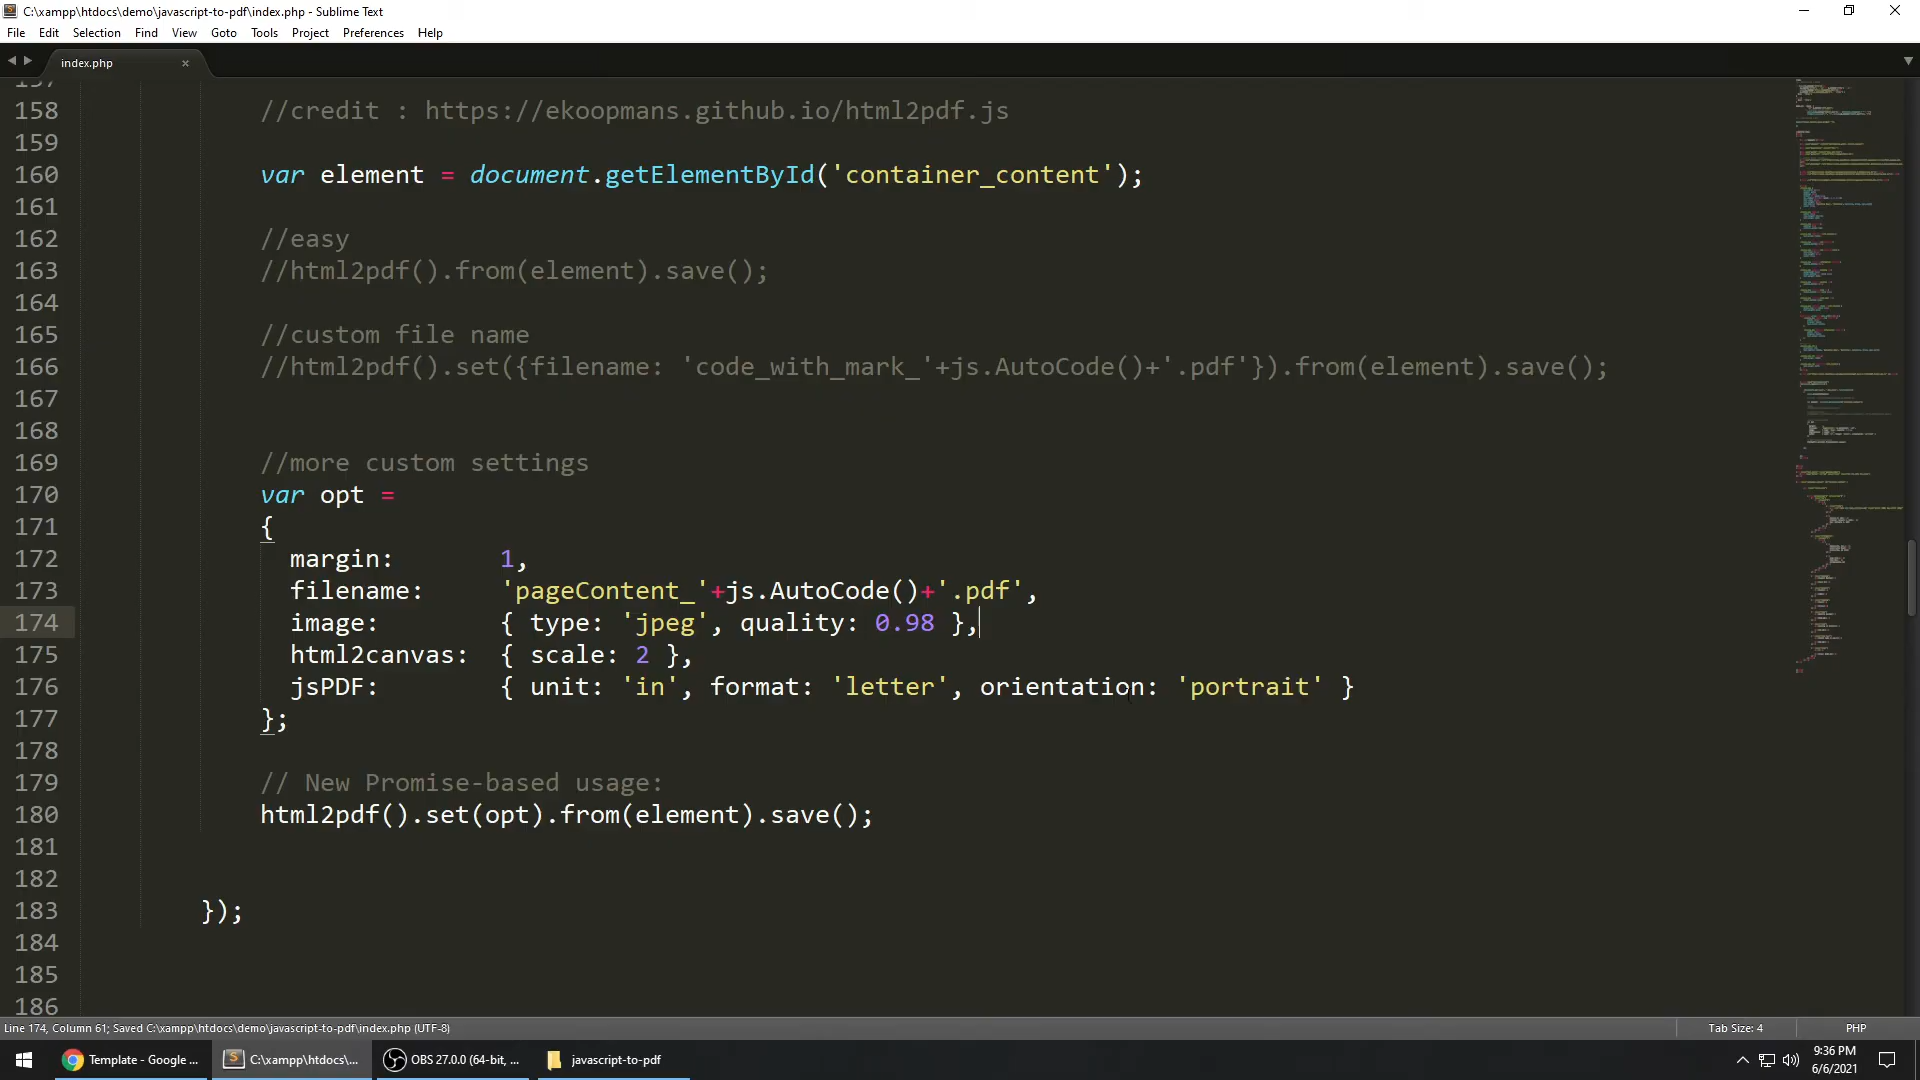 C:\xampp\htdocs\demo\javascript-to-pdf\index.php - Sublime Text
File Edit Selection Find View Goto Tools Project Preferences Help
index.php
158 //credit : https://ekoopmans.github.io/html2pdf.js
159
160 var element = document.getElementById('container_content');
161
162 //easy
163 //html2pdf().from(element).save();
164
165 //custom file name
166 //html2pdf().set({filename: 'code_with_mark_'+js.AutoCode()+'.pdf'}).from(element).save();
167
168
169 //more custom settings
170 var opt =
171 {
172 margin: 1,
173 filename: 'pageContent_'+js.AutoCode()+'.pdf',
174 image: { type: 'jpeg', quality: 0.98 },
175 html2canvas: { scale: 2 },
176 jsPDF: { unit: 'in', format: 'letter', orientation: 'portrait' }
177 };
178
179 // New Promise-based usage:
180 html2pdf().set(opt).from(element).save();
181
182
183 });
184
185
186
Line 174, Column 61; Saved C:\xampp\htdocs\demo\javascript-to-pdf\index.php (UTF-8) Tab Size: 4 PHP
Template - Google ... C:\xampp\htdocs\... OBS 27.0.0 (64-bit, ... javascript-to-pdf 9:36 PM
6/6/2021